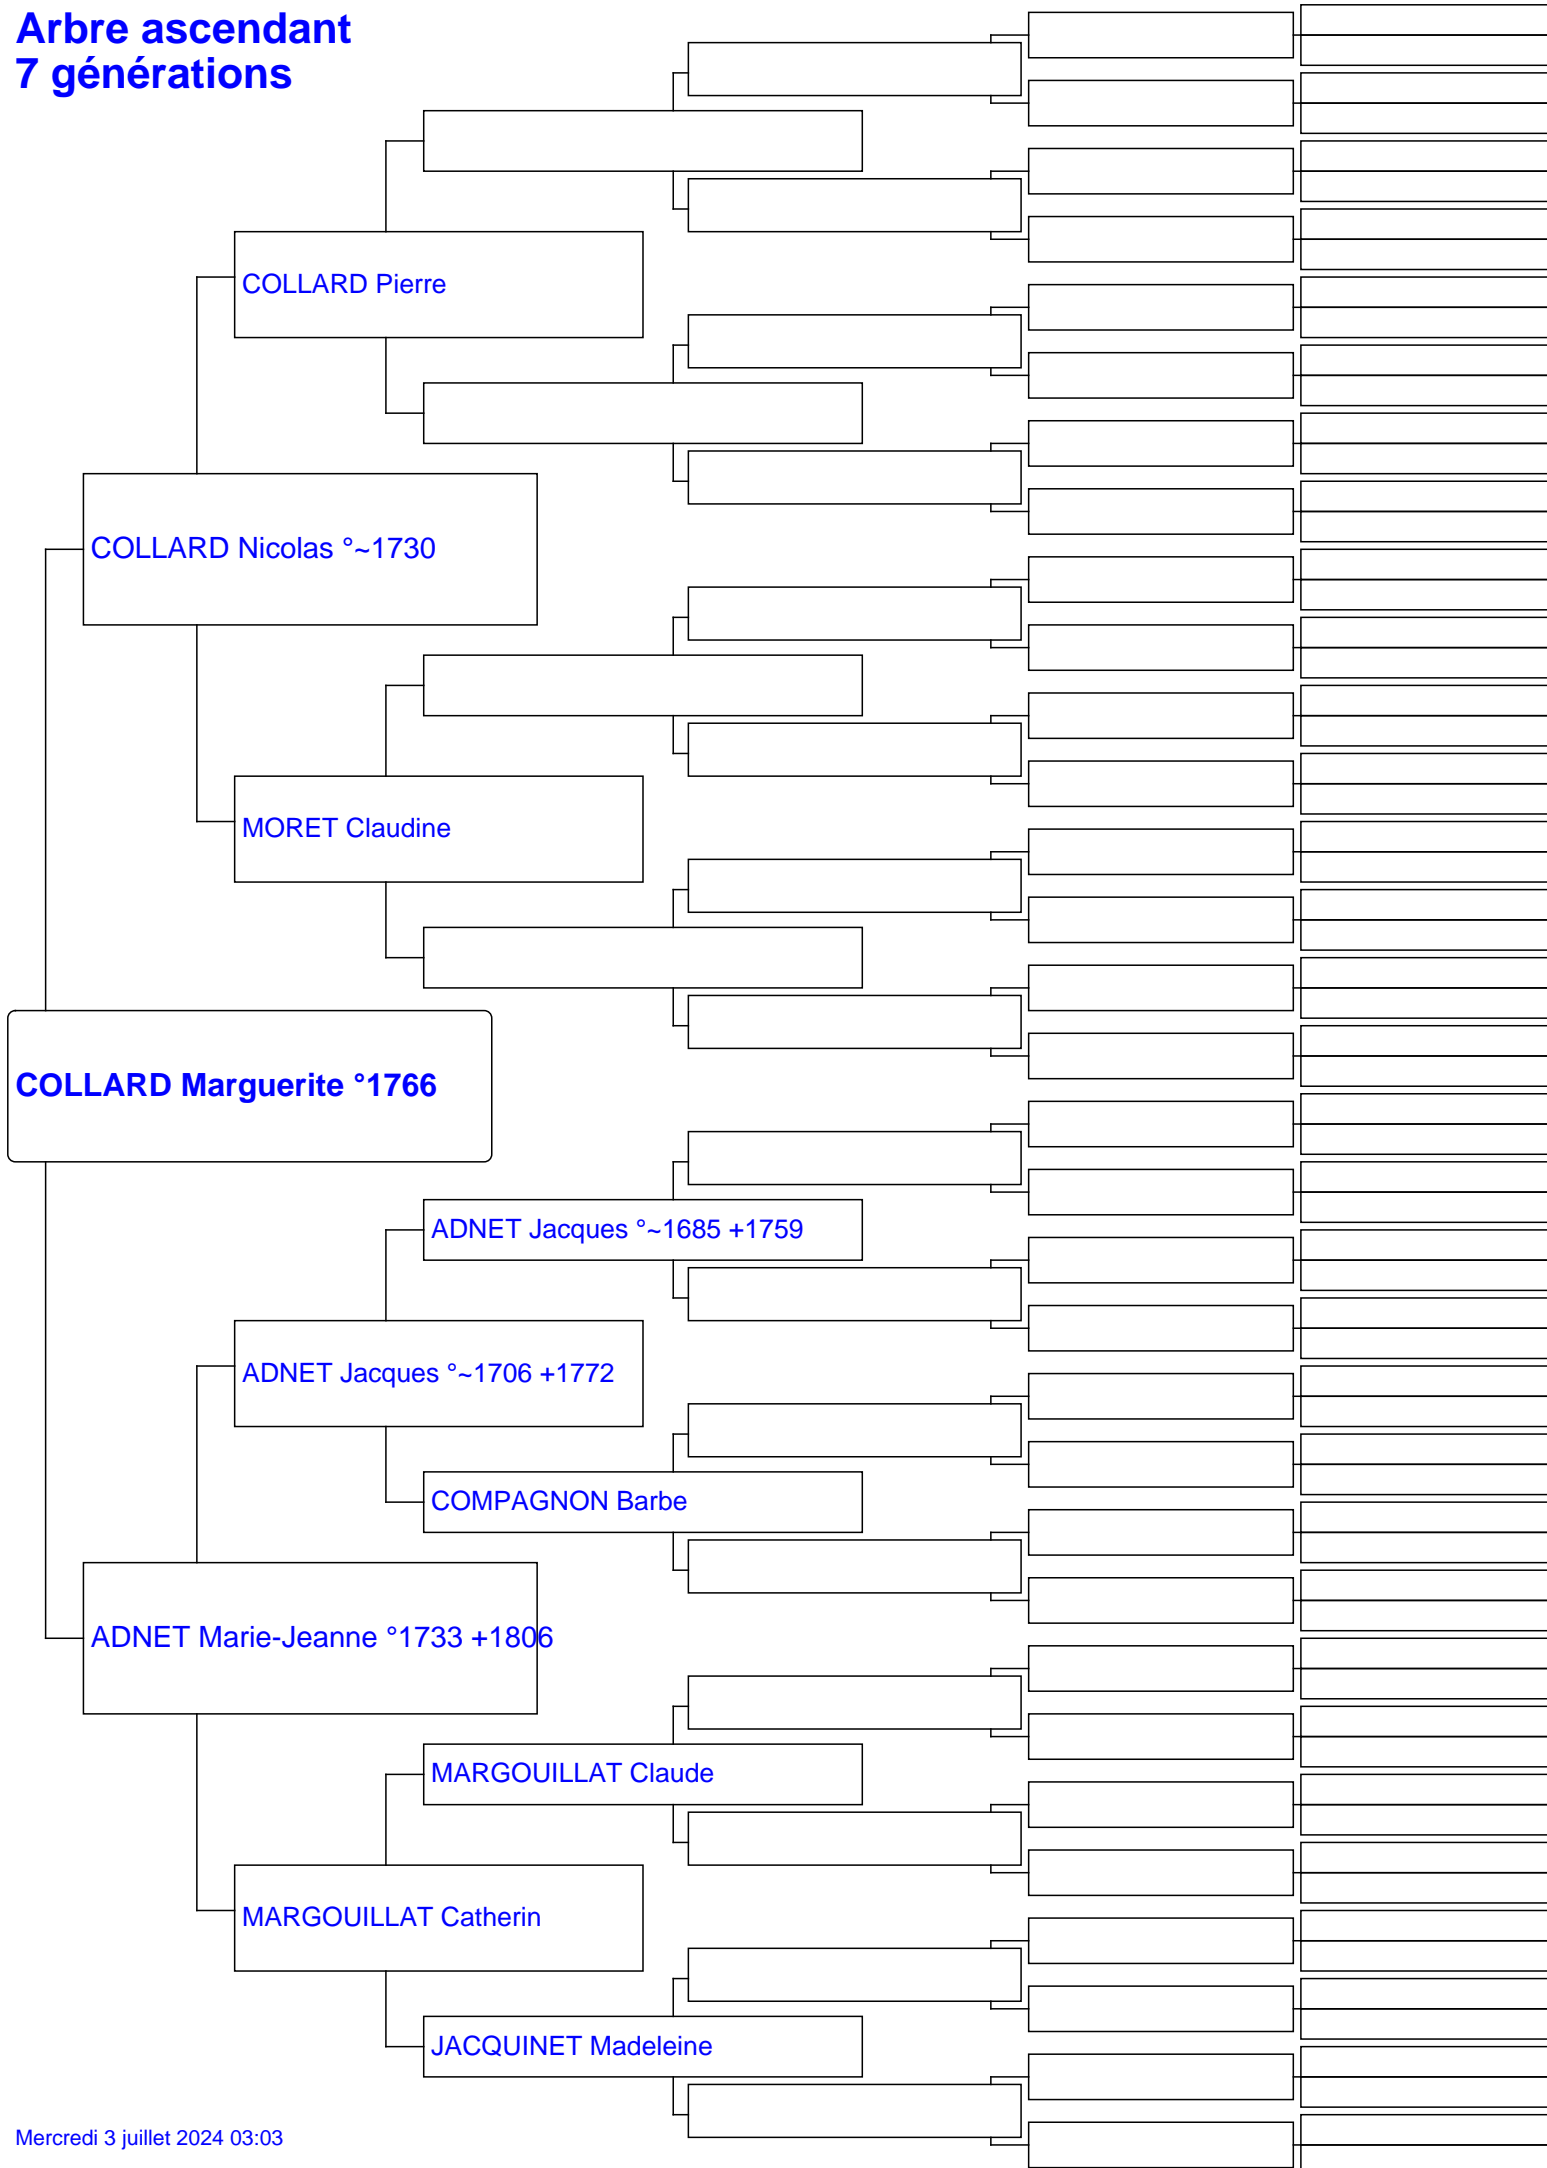 Arbre ascendant
7 générations
COLLARD Pierre
COLLARD Nicolas °~1730
MORET Claudine
COLLARD Marguerite °1766
ADNET Jacques °~1685 +1759
ADNET Jacques °~1706 +1772
COMPAGNON Barbe
ADNET Marie-Jeanne °1733 +1806
MARGOUILLAT Claude
MARGOUILLAT Catherin
JACQUINET Madeleine
Mercredi 3 juillet 2024 03:03